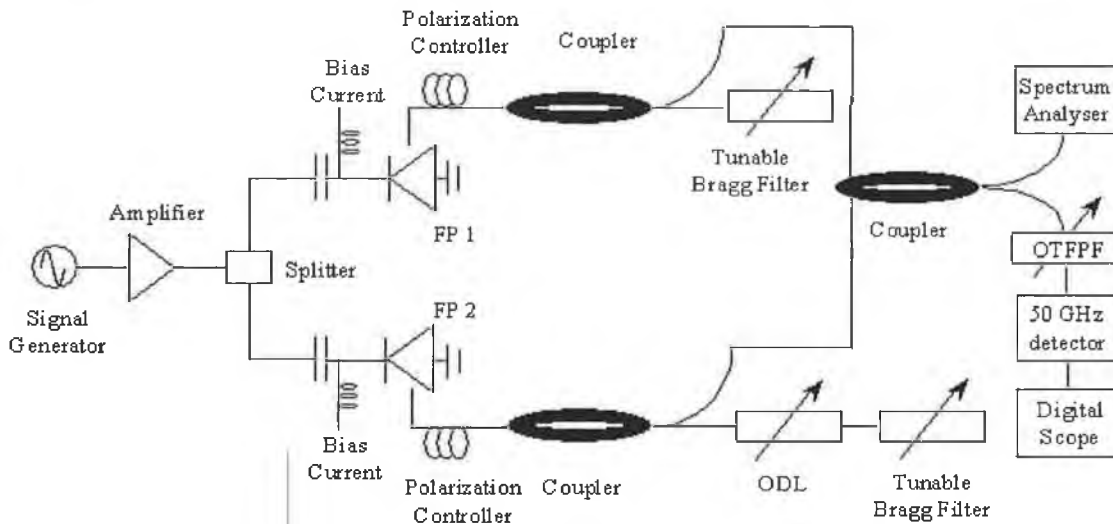 Polarization
Controller
Coupler
Bias
Current
Spectrum
Analyser
Tunable
Bragg Filter
Amplifier
FP 1
Coupler
OTFPF
Splitter
Signal
Generator
FP 2
50 GHz
detector
Digital
Scope
Bias
Current
Polarization
Controller
Coupler
ODL
Tunable
Bragg Filter